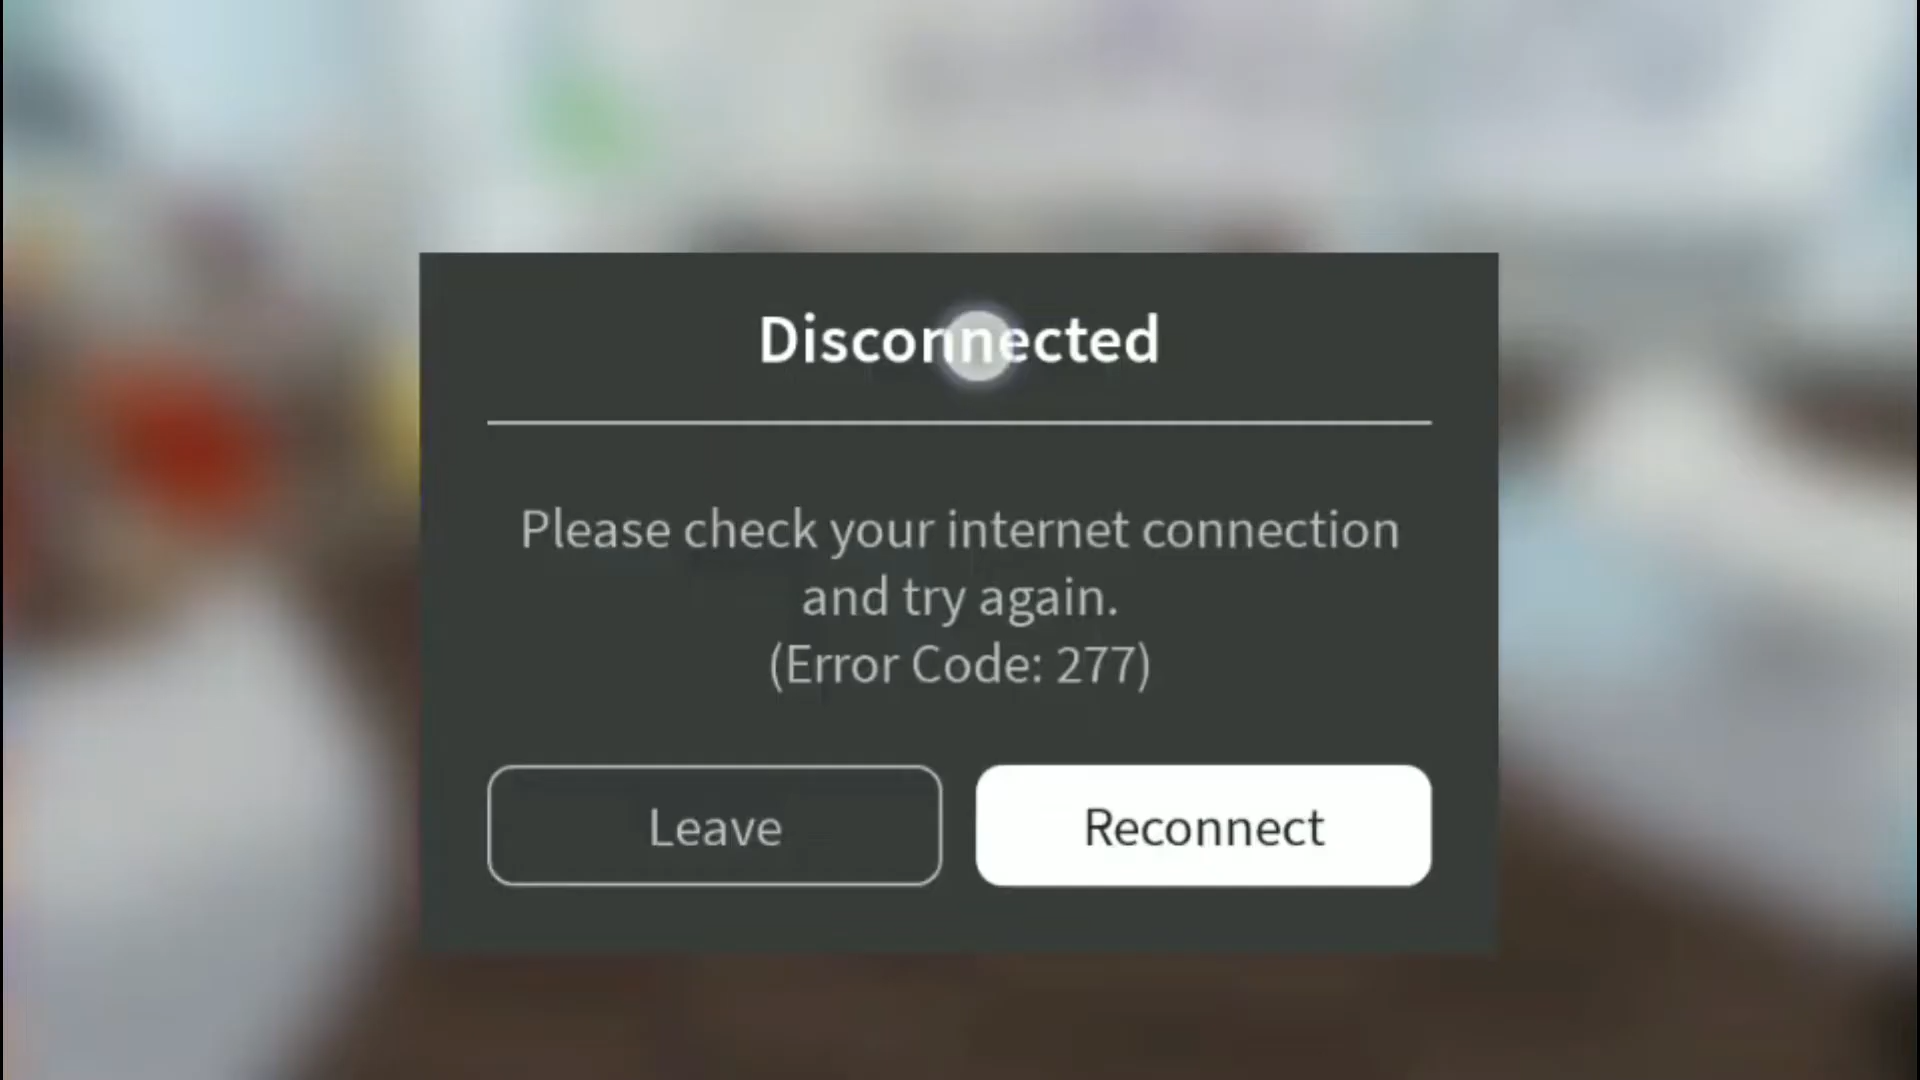 Disconnected
Please check your internet connection
and try again.
(Error Code: 277)
Leave
Reconnect